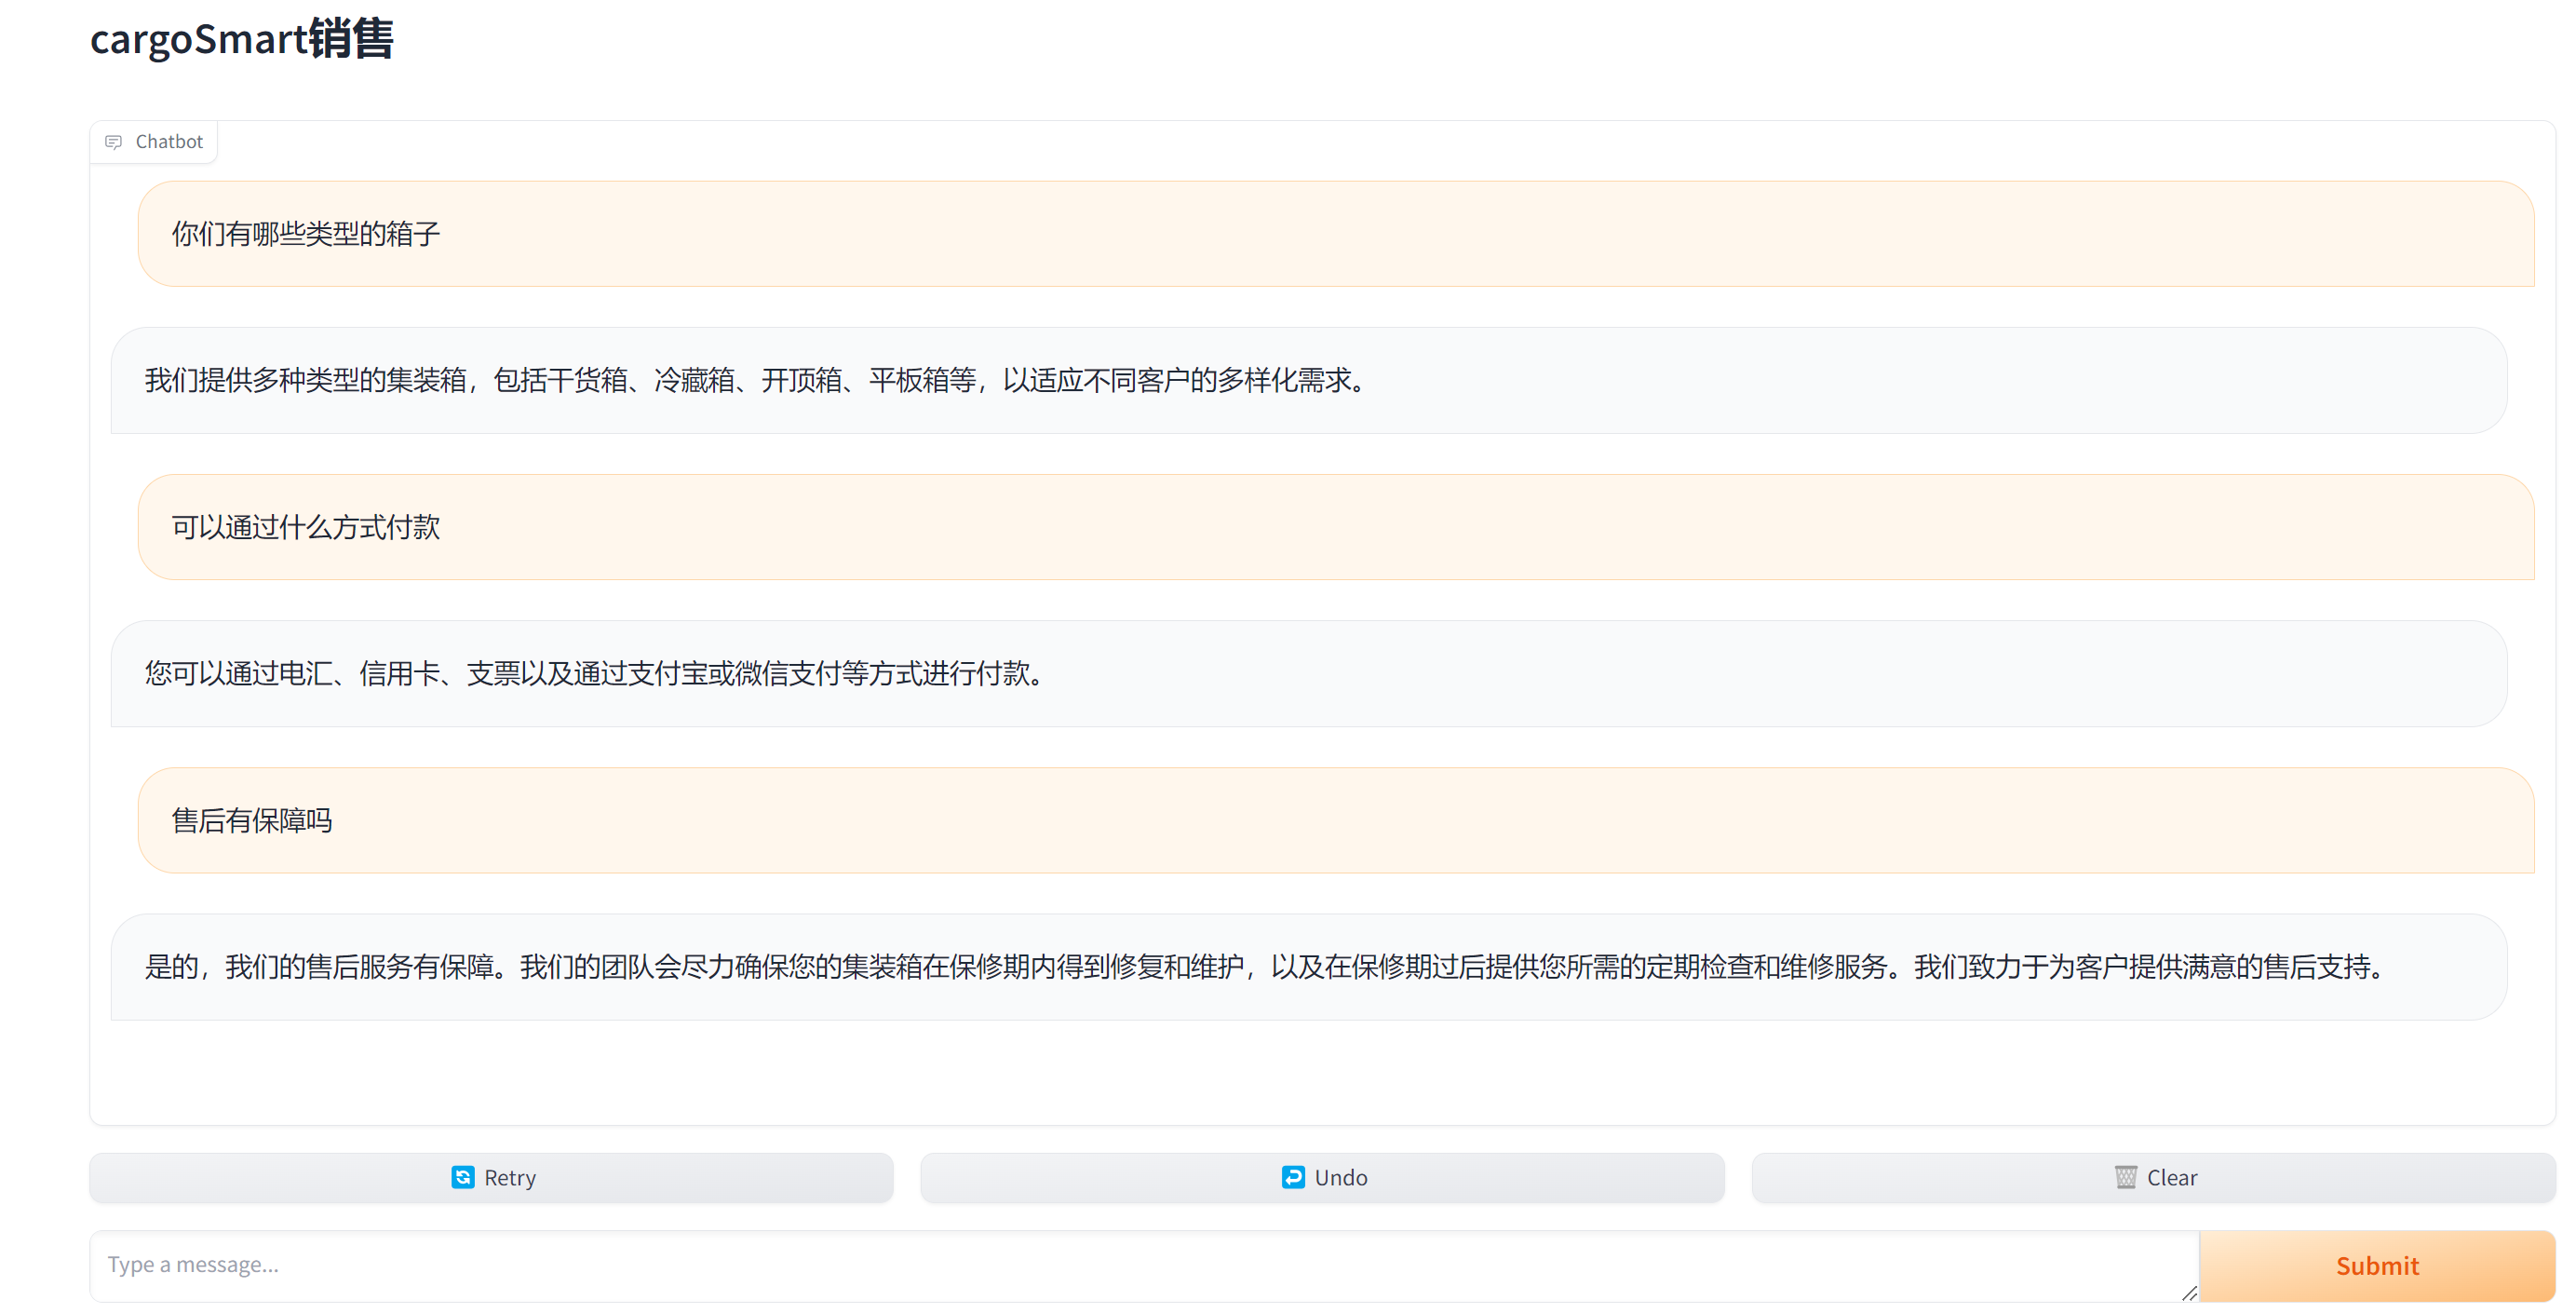 cargoSmart销售
Chatbot
你们有哪些类型的箱子
我们提供多种类型的集装箱，包括干货箱、冷藏箱、开顶箱、平板箱等，以适应不同客户的多样化需求。
可以通过什么方式付款
您可以通过电汇、信用卡、支票以及通过支付宝或微信支付等方式进行付款。
售后有保障吗
是的，我们的售后服务有保障。我们的团队会尽力确保您的集装箱在保修期内得到修复和维护，以及在保修期过后提供您所需的定期检查和维修服务。我们致力于为客户提供满意的售后支持。
Retry
Undo
Clear
Type a message...
Submit